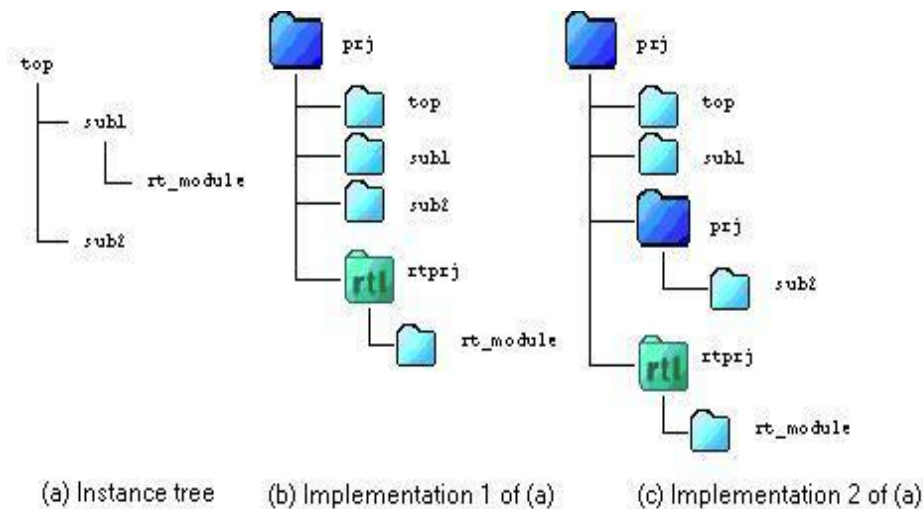 top
sub1
rt_module
sub2
prj
top
sub1
sub2
rtl
rtprj
rt_module
prj
top
sub1
prj
sub2
rtl
rtprj
rt_module
(a) Instance tree
(b) Implementation 1 of (a)
(c) Implementation 2 of (a)